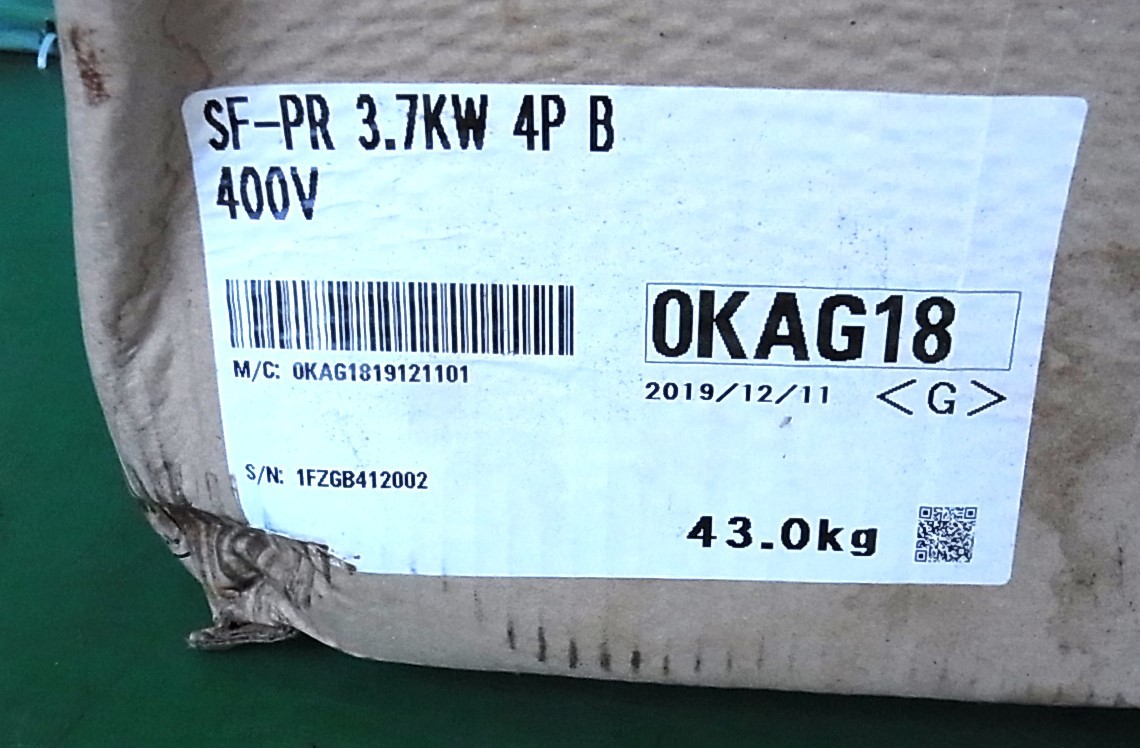 SF-PR 3.7KW 4P B
400V
0KAG18
M/C: 0KAG1819121101
2019/12/11 <G>
S/N: 1FZGB412002
43.0kg